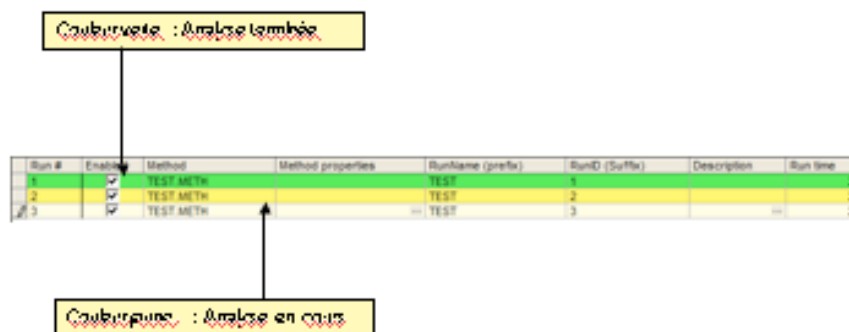 Couleur verte : Analyse terminée
Run # Enabled Method Method properties RunName (prefix) RunID (Suffix) Description Run time
1 TEST.METH TEST 1
2 TEST.METH TEST 2
3 TEST.METH ... TEST 3 ...
Couleur jaune : Analyse en cours